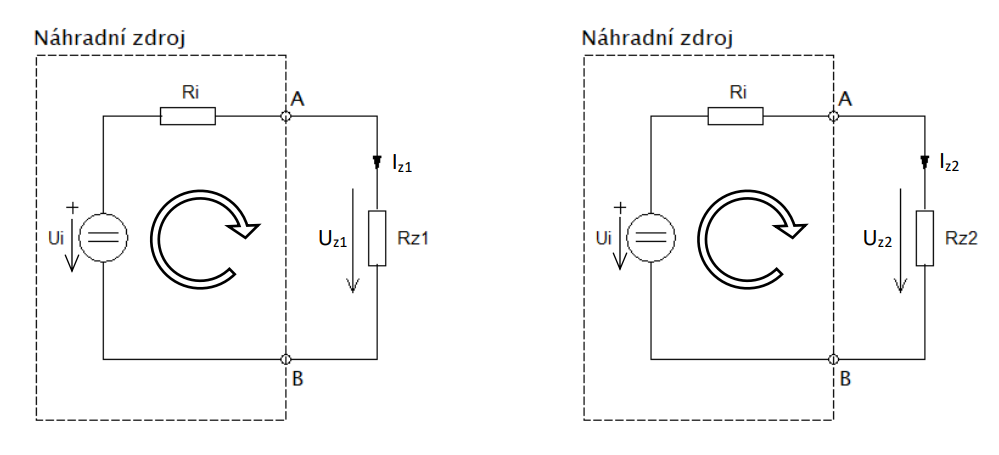 Náhradní zdroj
Ri
A
Iz1
+
Ui
Uz1
Rz1
B
Náhradní zdroj
Ri
A
Iz2
+
Ui
Uz2
Rz2
B